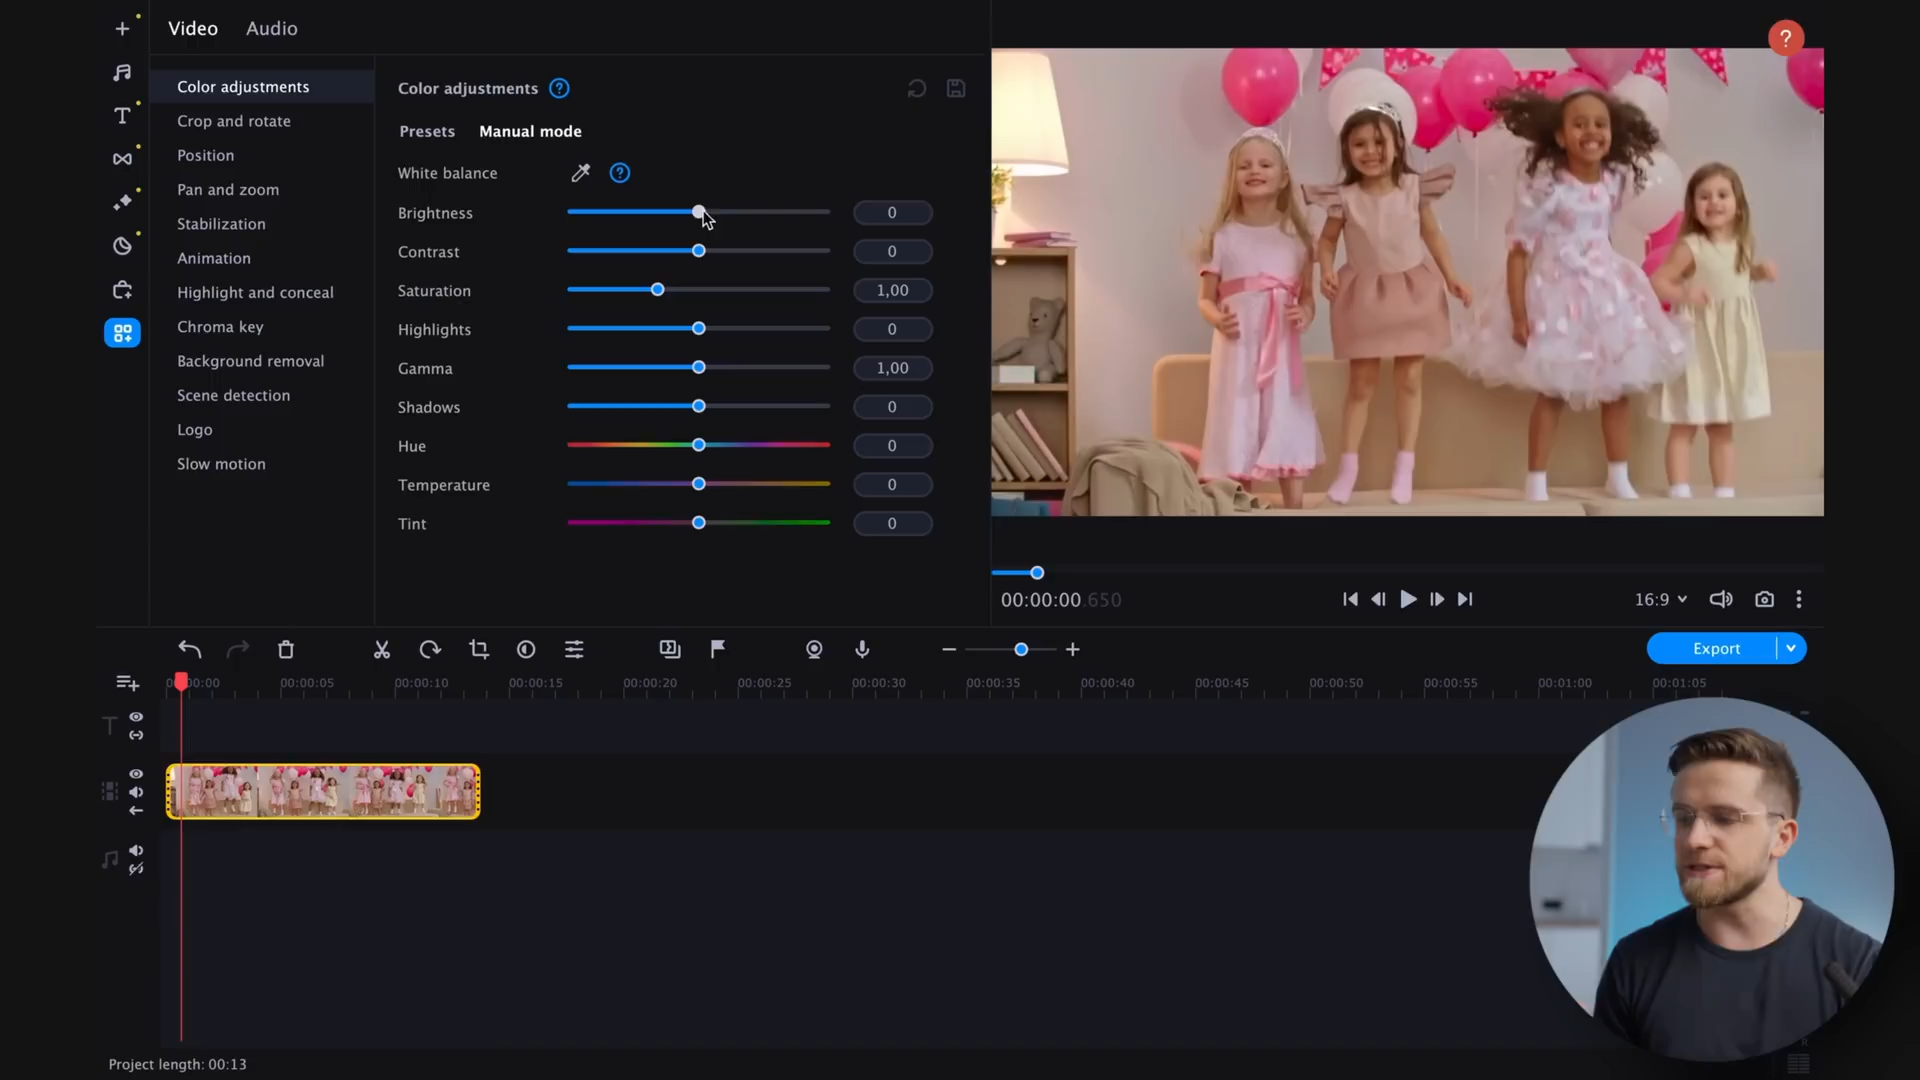 Video Audio
Color adjustments
Crop and rotate
Position
Pan and zoom
Stabilization
Animation
Highlight and conceal
Chroma key
Background removal
Scene detection
Logo
Slow motion
Color adjustments ?
Presets Manual mode
White balance ?
Brightness 0
Contrast 0
Saturation 1,00
Highlights 0
Gamma 1,00
Shadows 0
Hue 0
Temperature 0
Tint 0
?
00:00:00.650
16:9
Export
00:00:05 00:00:10 00:00:15 00:00:20 00:00:25 00:00:30 00:00:35 00:00:40 00:00:45 00:00:50 00:00:55 00:01:00 00:01:05
Project length: 00:13